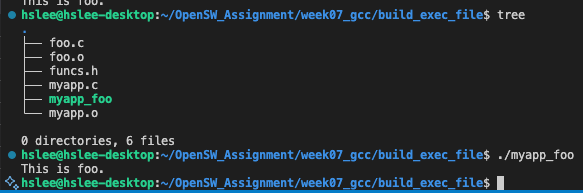 This is foo.
hslee@hslee-desktop:~/OpenSW_Assignment/week07_gcc/build_exec_file$ tree
.
├── foo.c
├── foo.o
├── funcs.h
├── myapp.c
├── myapp_foo
└── myapp.o
0 directories, 6 files
hslee@hslee-desktop:~/OpenSW_Assignment/week07_gcc/build_exec_file$ ./myapp_foo
This is foo.
hslee@hslee-desktop:~/OpenSW_Assignment/week07_gcc/build_exec_file$